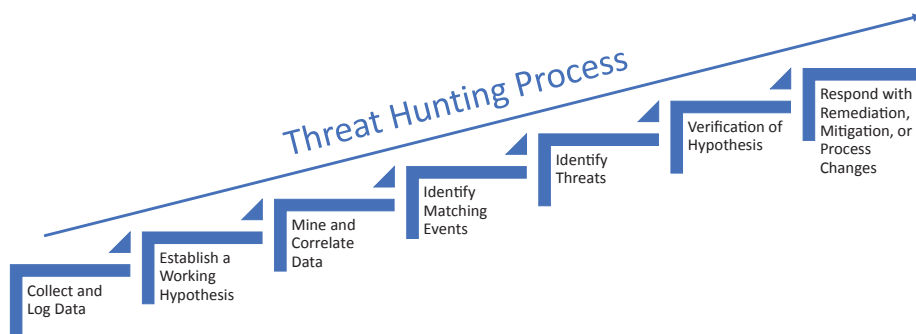 Threat Hunting Process
Collect and
Log Data
Establish a
Working
Hypothesis
Mine and
Correlate
Data
Identify
Matching
Events
Identify
Threats
Verification of
Hypothesis
Respond with
Remediation,
Mitigation, or
Process
Changes